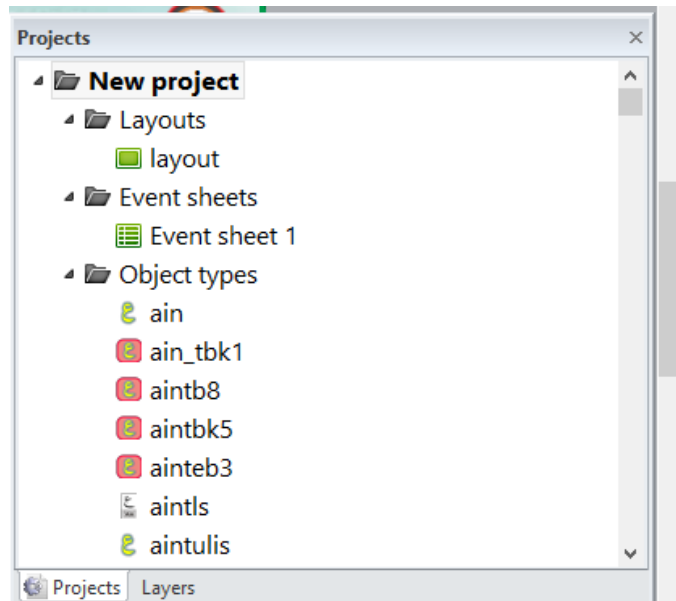 Projects
New project
Layouts
layout
Event sheets
Event sheet 1
Object types
ain
ain_tbk1
aintb8
aintbk5
ainteb3
aintls
aintulis
Projects Layers